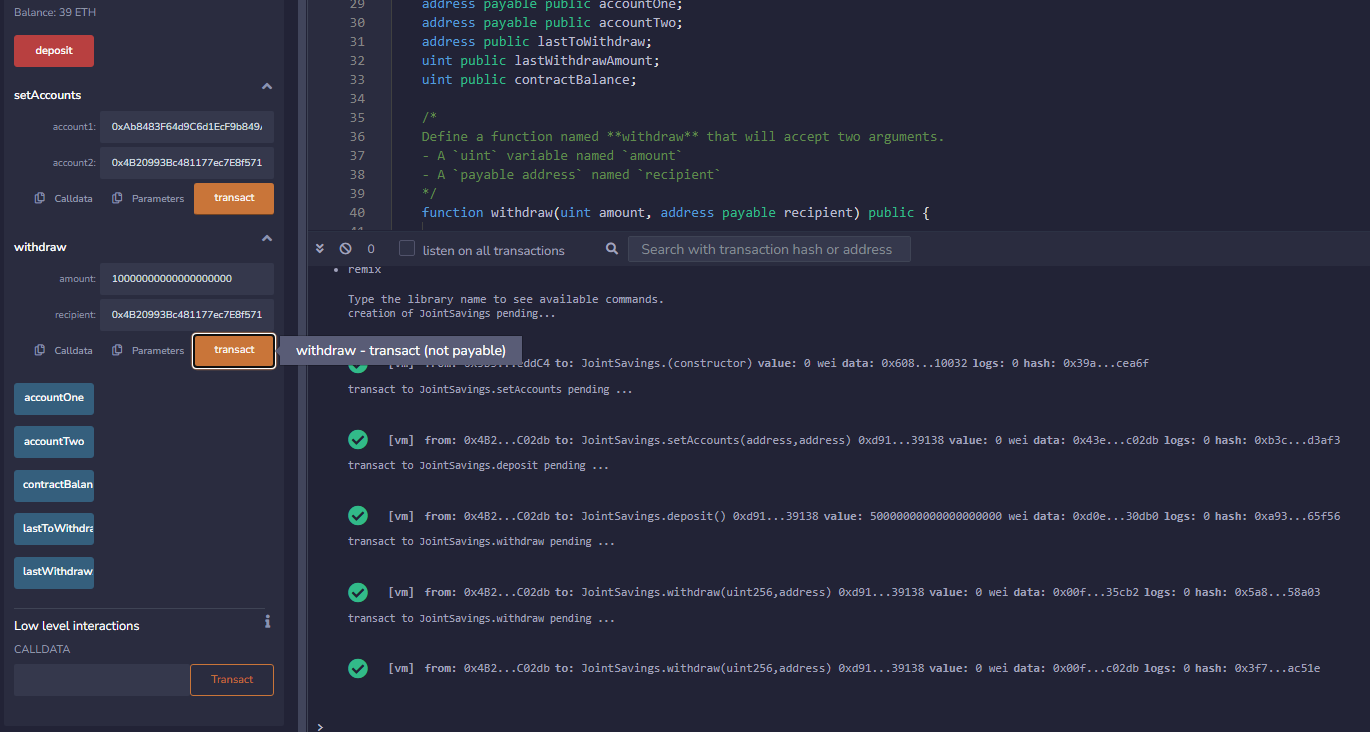 Balance: 39 ETH
deposit
setAccounts
account1: 0xAb8483F64d9C6d1EcF9b849
account2: 0x4B20993Bc481177ec7E8f571
Calldata Parameters transact
withdraw
amount: 10000000000000000000
recipient: 0x4B20993Bc481177ec7E8f571
Calldata Parameters transact
withdraw - transact (not payable)
accountOne
accountTwo
contractBalan
lastToWithdra
lastWithdraw
Low level interactions i
CALLDATA
Transact
29 address payable public accountOne;
30 address payable public accountTwo;
31 address public lastToWithdraw;
32 uint public lastWithdrawAmount;
33 uint public contractBalance;
34
35 /*
36 Define a function named **withdraw** that will accept two arguments.
37 - A `uint` variable named `amount`
38 - A `payable address` named `recipient`
39 */
40 function withdraw(uint amount, address payable recipient) public {
0 listen on all transactions Search with transaction hash or address
• remix
Type the library name to see available commands.
creation of JointSavings pending...
to: JointSavings.(constructor) value: 0 wei data: 0x608...10032 logs: 0 hash: 0x39a...cea6f
transact to JointSavings.setAccounts pending ...
[vm] from: 0x4B2...C02db to: JointSavings.setAccounts(address,address) 0xd91...39138 value: 0 wei data: 0x43e...c02db logs: 0 hash: 0xb3c...d3af3
transact to JointSavings.deposit pending ...
[vm] from: 0x4B2...C02db to: JointSavings.deposit() 0xd91...39138 value: 50000000000000000000 wei data: 0xd0e...30db0 logs: 0 hash: 0xa93...65f56
transact to JointSavings.withdraw pending ...
[vm] from: 0x4B2...C02db to: JointSavings.withdraw(uint256,address) 0xd91...39138 value: 0 wei data: 0x00f...35cb2 logs: 0 hash: 0x5a8...58a03
transact to JointSavings.withdraw pending ...
[vm] from: 0x4B2...C02db to: JointSavings.withdraw(uint256,address) 0xd91...39138 value: 0 wei data: 0x00f...c02db logs: 0 hash: 0x3f7...ac51e
>